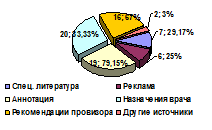 16; 67%
2; 3%
20; 33,33%
7; 29,17%
6; 25%
19; 79,15%
Спец. литература
Реклама
Аннотация
Назначения врача
Рекомендации провизора
Другие источники